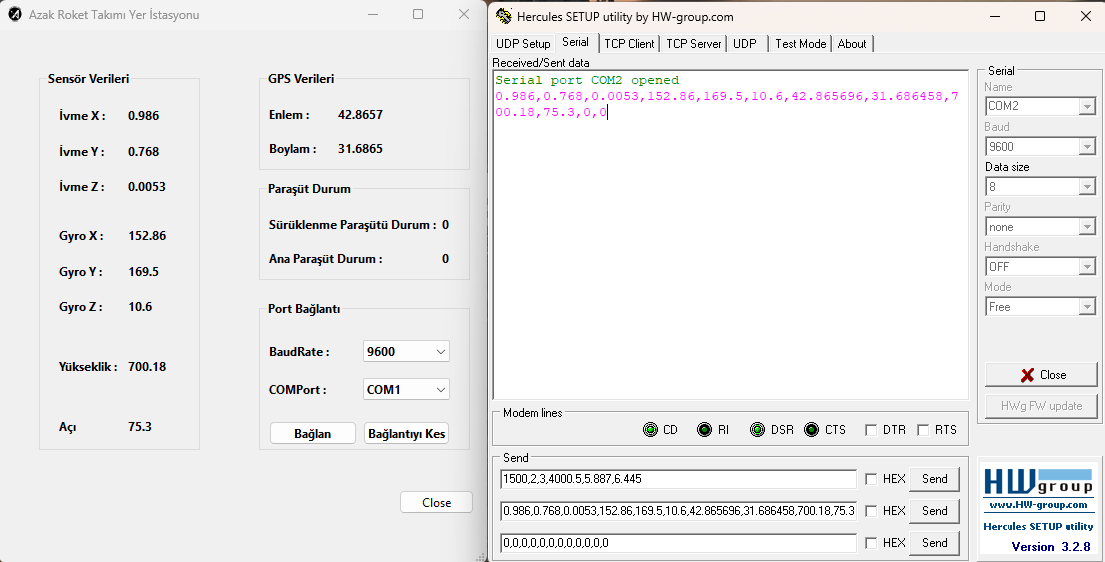 Azak Roket Takımı Yer İstasyonu
Sensör Verileri
İvme X : 0.986
İvme Y : 0.768
İvme Z : 0.0053
Gyro X : 152.86
Gyro Y : 169.5
Gyro Z : 10.6
Yükseklik : 700.18
Açı 75.3
GPS Verileri
Enlem : 42.8657
Boylam : 31.6865
Paraşüt Durum
Sürüklenme Paraşütü Durum : 0
Ana Paraşüt Durum : 0
Port Bağlantı
BaudRate : 9600
COMPort : COM1
Bağlan Bağlantıyı Kes
Close
Hercules SETUP utility by HW-group.com
UDP Setup Serial TCP Client TCP Server UDP Test Mode About
Received/Sent data
Serial port COM2 opened
0.986,0.768,0.0053,152.86,169.5,10.6,42.865696,31.686458,7
00.18,75.3,0,0
Serial
Name
COM2
Baud
9600
Data size
8
Parity
none
Handshake
OFF
Mode
Free
Close
HWg FW update
Modem lines
CD RI DSR CTS DTR RTS
Send
1500,2,3,4000.5,5.887,6.445 HEX Send
0.986,0.768,0.0053,152.86,169.5,10.6,42.865696,31.686458,700.18,75.3 HEX Send
0,0,0,0,0,0,0,0,0,0,0,0 HEX Send
HWgroup
www.HW-group.com
Hercules SETUP utility
Version 3.2.8